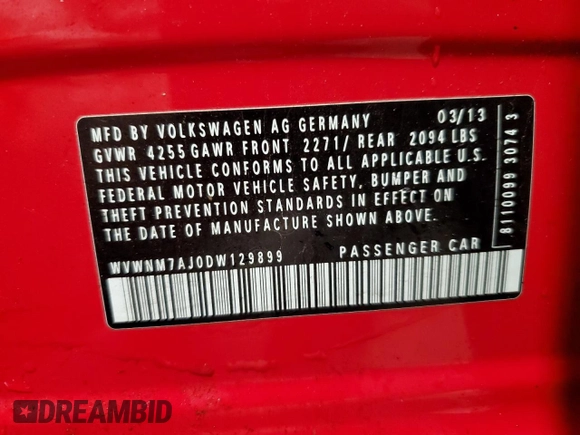 MFD BY VOLKSWAGEN AG GERMANY 03/13
GVWR 4255 GAWR FRONT 2271/ REAR 2094 LBS
THIS VEHICLE CONFORMS TO ALL APPLICABLE U.S.
FEDERAL MOTOR VEHICLE SAFETY, BUMPER AND
THEFT PREVENTION STANDARDS IN EFFECT ON
THE DATE OF MANUFACTURE SHOWN ABOVE.
WVWNM7AJ0DW129899 PASSENGER CAR
8110099 3074 3
DREAMBID